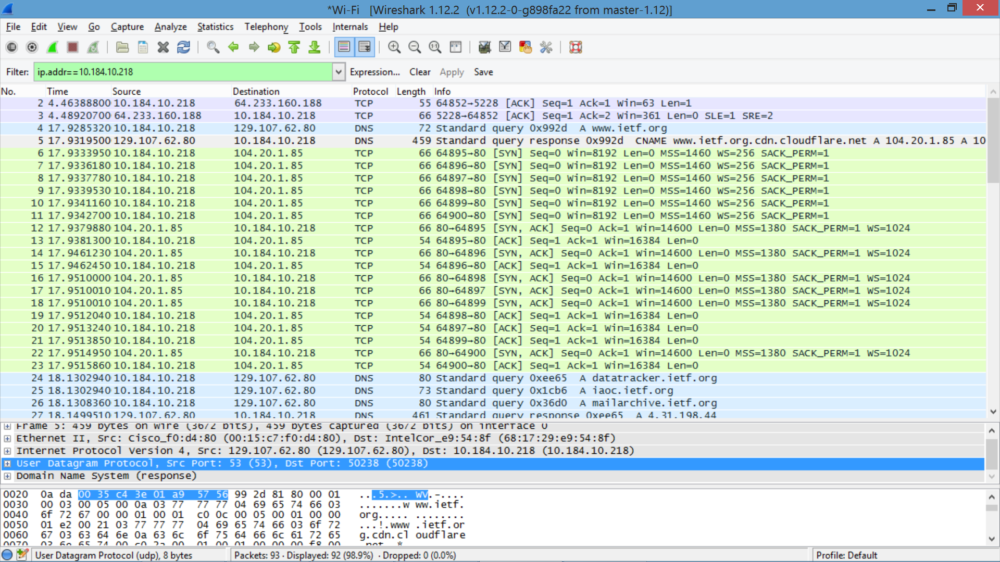 *Wi-Fi [Wireshark 1.12.2 (v1.12.2-0-g898fa22 from master-1.12)]
File Edit View Go Capture Analyze Statistics Telephony Tools Internals Help
Filter: ip.addr==10.184.10.218 Expression... Clear Apply Save
No. Time Source Destination Protocol Length Info
2 4.46388800 10.184.10.218 64.233.160.188 TCP 55 64852→5228 [ACK] Seq=1 Ack=1 Win=63 Len=1
3 4.48920700 64.233.160.188 10.184.10.218 TCP 66 5228→64852 [ACK] Seq=1 Ack=2 Win=361 Len=0 SLE=1 SRE=2
4 17.9285320 10.184.10.218 129.107.62.80 DNS 72 Standard query 0x992d A www.ietf.org
5 17.9319500 129.107.62.80 10.184.10.218 DNS 459 Standard query response 0x992d CNAME www.ietf.org.cdn.cloudflare.net A 104.20.1.85 A 10
6 17.9333950 10.184.10.218 104.20.1.85 TCP 66 64895→80 [SYN] Seq=0 Win=8192 Len=0 MSS=1460 WS=256 SACK_PERM=1
7 17.9336180 10.184.10.218 104.20.1.85 TCP 66 64896→80 [SYN] Seq=0 Win=8192 Len=0 MSS=1460 WS=256 SACK_PERM=1
8 17.9337780 10.184.10.218 104.20.1.85 TCP 66 64897→80 [SYN] Seq=0 Win=8192 Len=0 MSS=1460 WS=256 SACK_PERM=1
9 17.9339530 10.184.10.218 104.20.1.85 TCP 66 64898→80 [SYN] Seq=0 Win=8192 Len=0 MSS=1460 WS=256 SACK_PERM=1
10 17.9341160 10.184.10.218 104.20.1.85 TCP 66 64899→80 [SYN] Seq=0 Win=8192 Len=0 MSS=1460 WS=256 SACK_PERM=1
11 17.9342700 10.184.10.218 104.20.1.85 TCP 66 64900→80 [SYN] Seq=0 Win=8192 Len=0 MSS=1460 WS=256 SACK_PERM=1
12 17.9379880 104.20.1.85 10.184.10.218 TCP 66 80→64895 [SYN, ACK] Seq=0 Ack=1 Win=14600 Len=0 MSS=1380 SACK_PERM=1 WS=1024
13 17.9381300 10.184.10.218 104.20.1.85 TCP 54 64895→80 [ACK] Seq=1 Ack=1 Win=16384 Len=0
14 17.9461230 104.20.1.85 10.184.10.218 TCP 66 80→64896 [SYN, ACK] Seq=0 Ack=1 Win=14600 Len=0 MSS=1380 SACK_PERM=1 WS=1024
15 17.9462450 10.184.10.218 104.20.1.85 TCP 54 64896→80 [ACK] Seq=1 Ack=1 Win=16384 Len=0
16 17.9510000 104.20.1.85 10.184.10.218 TCP 66 80→64898 [SYN, ACK] Seq=0 Ack=1 Win=14600 Len=0 MSS=1380 SACK_PERM=1 WS=1024
17 17.9510010 104.20.1.85 10.184.10.218 TCP 66 80→64897 [SYN, ACK] Seq=0 Ack=1 Win=14600 Len=0 MSS=1380 SACK_PERM=1 WS=1024
18 17.9510010 104.20.1.85 10.184.10.218 TCP 66 80→64899 [SYN, ACK] Seq=0 Ack=1 Win=14600 Len=0 MSS=1380 SACK_PERM=1 WS=1024
19 17.9512040 10.184.10.218 104.20.1.85 TCP 54 64898→80 [ACK] Seq=1 Ack=1 Win=16384 Len=0
20 17.9513240 10.184.10.218 104.20.1.85 TCP 54 64897→80 [ACK] Seq=1 Ack=1 Win=16384 Len=0
21 17.9513850 10.184.10.218 104.20.1.85 TCP 54 64899→80 [ACK] Seq=1 Ack=1 Win=16384 Len=0
22 17.9514950 104.20.1.85 10.184.10.218 TCP 66 80→64900 [SYN, ACK] Seq=0 Ack=1 Win=14600 Len=0 MSS=1380 SACK_PERM=1 WS=1024
23 17.9515860 10.184.10.218 104.20.1.85 TCP 54 64900→80 [ACK] Seq=1 Ack=1 Win=16384 Len=0
24 18.1302940 10.184.10.218 129.107.62.80 DNS 80 Standard query 0xee65 A datatracker.ietf.org
25 18.1302940 10.184.10.218 129.107.62.80 DNS 73 Standard query 0x1cb6 A iaoc.ietf.org
26 18.1308360 10.184.10.218 129.107.62.80 DNS 80 Standard query 0x36d0 A mailarchive.ietf.org
27 18.1499510 129.107.62.80 10.184.10.218 DNS 461 Standard query response 0xee65 A 4.31.198.44
Frame 5: 459 bytes on wire (3672 bits), 459 bytes captured (3672 bits) on interface 0
Ethernet II, Src: Cisco_f0:d4:80 (00:15:c7:f0:d4:80), Dst: IntelCor_e9:54:8f (68:17:29:e9:54:8f)
Internet Protocol Version 4, Src: 129.107.62.80 (129.107.62.80), Dst: 10.184.10.218 (10.184.10.218)
User Datagram Protocol, Src Port: 53 (53), Dst Port: 50238 (50238)
Domain Name System (response)
0020 0a da 00 35 c4 3e 01 a9 57 56 99 2d 81 80 00 01 ...5.>.. WV.-....
0030 00 03 00 05 00 0a 03 77 77 77 04 69 65 74 66 03 .......w ww.ietf.
0040 6f 72 67 00 00 01 00 01 c0 0c 00 05 00 01 00 00 org..... ........
0050 01 e2 00 21 03 77 77 77 04 69 65 74 66 03 6f 72 ...!.www .ietf.or
0060 67 03 63 64 6e 0a 63 6c 6f 75 64 66 6c 61 72 65 g.cdn.cl oudflare
0070 03 6e 65 74 00 c0 2a 00 01 00 01 00 00 00 f8 00 .net..*.
User Datagram Protocol (udp), 8 bytes Packets: 93 · Displayed: 92 (98.9%) · Dropped: 0 (0.0%) Profile: Default